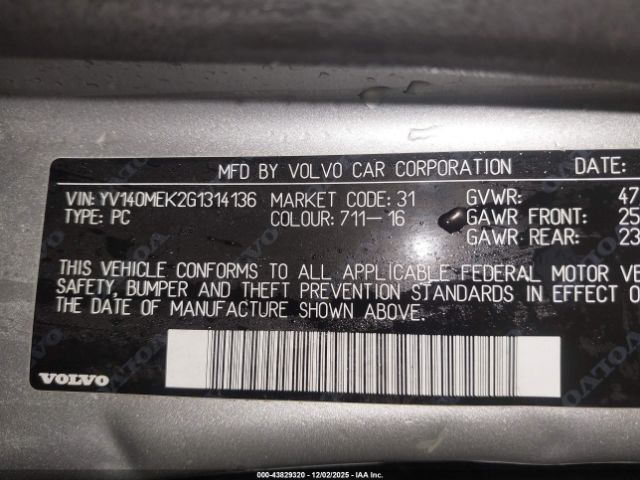 MFD BY VOLVO CAR CORPORATION DATE:
VIN: YV140MEK2G1314136 MARKET CODE: 31 GVWR: 47
TYPE: PC COLOUR: 711-16 GAWR FRONT: 25
GAWR REAR: 23
THIS VEHICLE CONFORMS TO ALL APPLICABLE FEDERAL MOTOR VE
SAFETY, BUMPER AND THEFT PREVENTION STANDARDS IN EFFECT O
THE DATE OF MANUFACTURE SHOWN ABOVE.
VOLVO
000-43829320 - 12/02/2025 - IAA Inc.